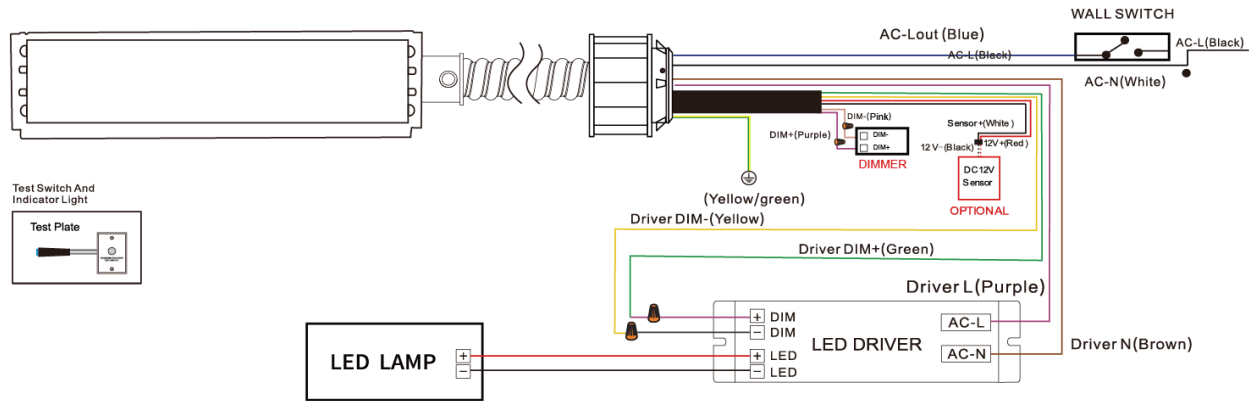 WALL SWITCH
AC-Lout (Blue)
AC-L(Black)
AC-L(Black)
AC-N(White)
DIM-(Pink)
DIM+(Purple)
DIM-
DIM+
DIMMER
Sensor+(White)
12V-(Black)
12V+(Red)
DC12V
Sensor
OPTIONAL
(Yellow/green)
Test Switch And
Indicator Light
Test Plate
Driver DIM-(Yellow)
Driver DIM+(Green)
Driver L(Purple)
+ DIM
− DIM
+ LED
− LED
LED DRIVER
AC-L
AC-N
Driver N(Brown)
LED LAMP
+
−